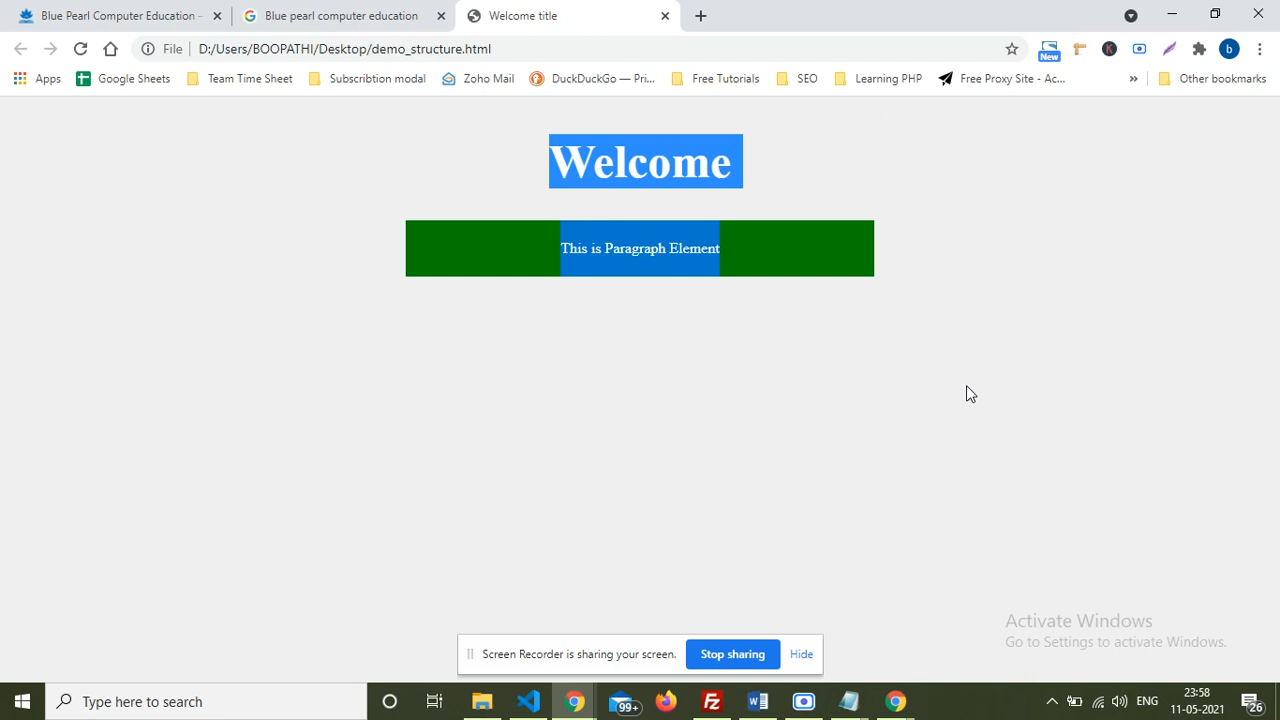 Blue Pearl Computer Education –
Blue pearl computer education
Welcome title
File
D:/Users/BOOPATHI/Desktop/demo_structure.html
New
K
b
Apps
Google Sheets
Team Time Sheet
Subscribtion modal
Zoho Mail
DuckDuckGo — Pri...
Free Tutorials
SEO
Learning PHP
Free Proxy Site - Ac...
»
Other bookmarks
Welcome
This is Paragraph Element
Activate Windows
Go to Settings to activate Windows.
Screen Recorder is sharing your screen.
Stop sharing
Hide
Type here to search
99+
ENG
23:58
11-05-2021
26